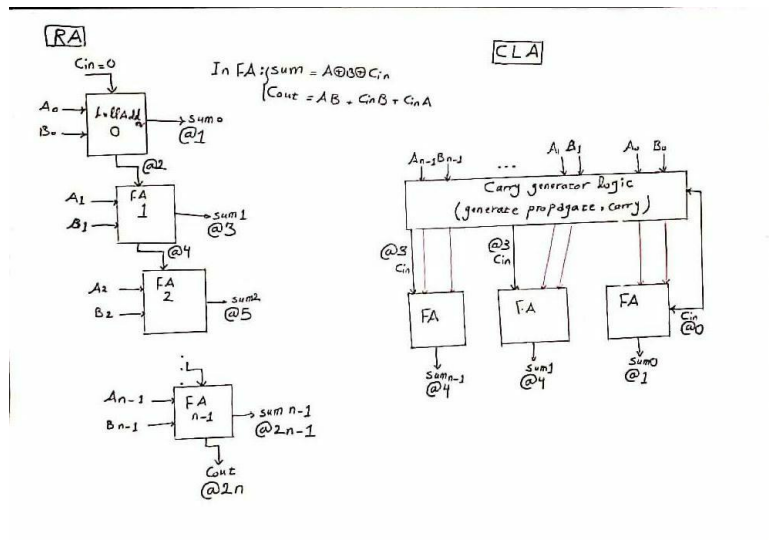 RA
Cin=0
A0
B0
Half Adder
0
sum0
@1
@2
A1
B1
FA
1
sum1
@3
@4
A2
B2
FA
2
sum2
@5
An-1
Bn-1
FA
n-1
sum n-1
@2n-1
Cout
@2n
In FA: sum = A⊕B⊕Cin
Cout = AB + CinB + CinA
CLA
An-1 Bn-1 ... A1 B1 A0 B0
Carry generator logic
(generate propagate, carry)
@3
Cin
@3
Cin
FA
FA
FA
Cin
@0
sumn-1
@4
sum1
@4
sum0
@1